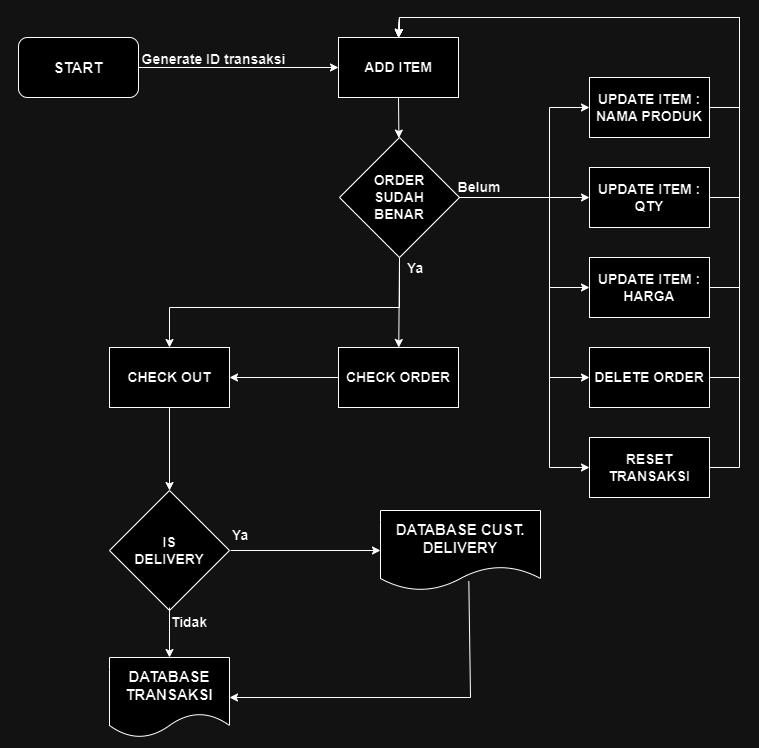 START
Generate ID transaksi
ADD ITEM
UPDATE ITEM :
NAMA PRODUK
ORDER
SUDAH
BENAR
Belum
UPDATE ITEM :
QTY
Ya
UPDATE ITEM :
HARGA
CHECK OUT
CHECK ORDER
DELETE ORDER
RESET
TRANSAKSI
IS
DELIVERY
Ya
DATABASE CUST.
DELIVERY
Tidak
DATABASE
TRANSAKSI